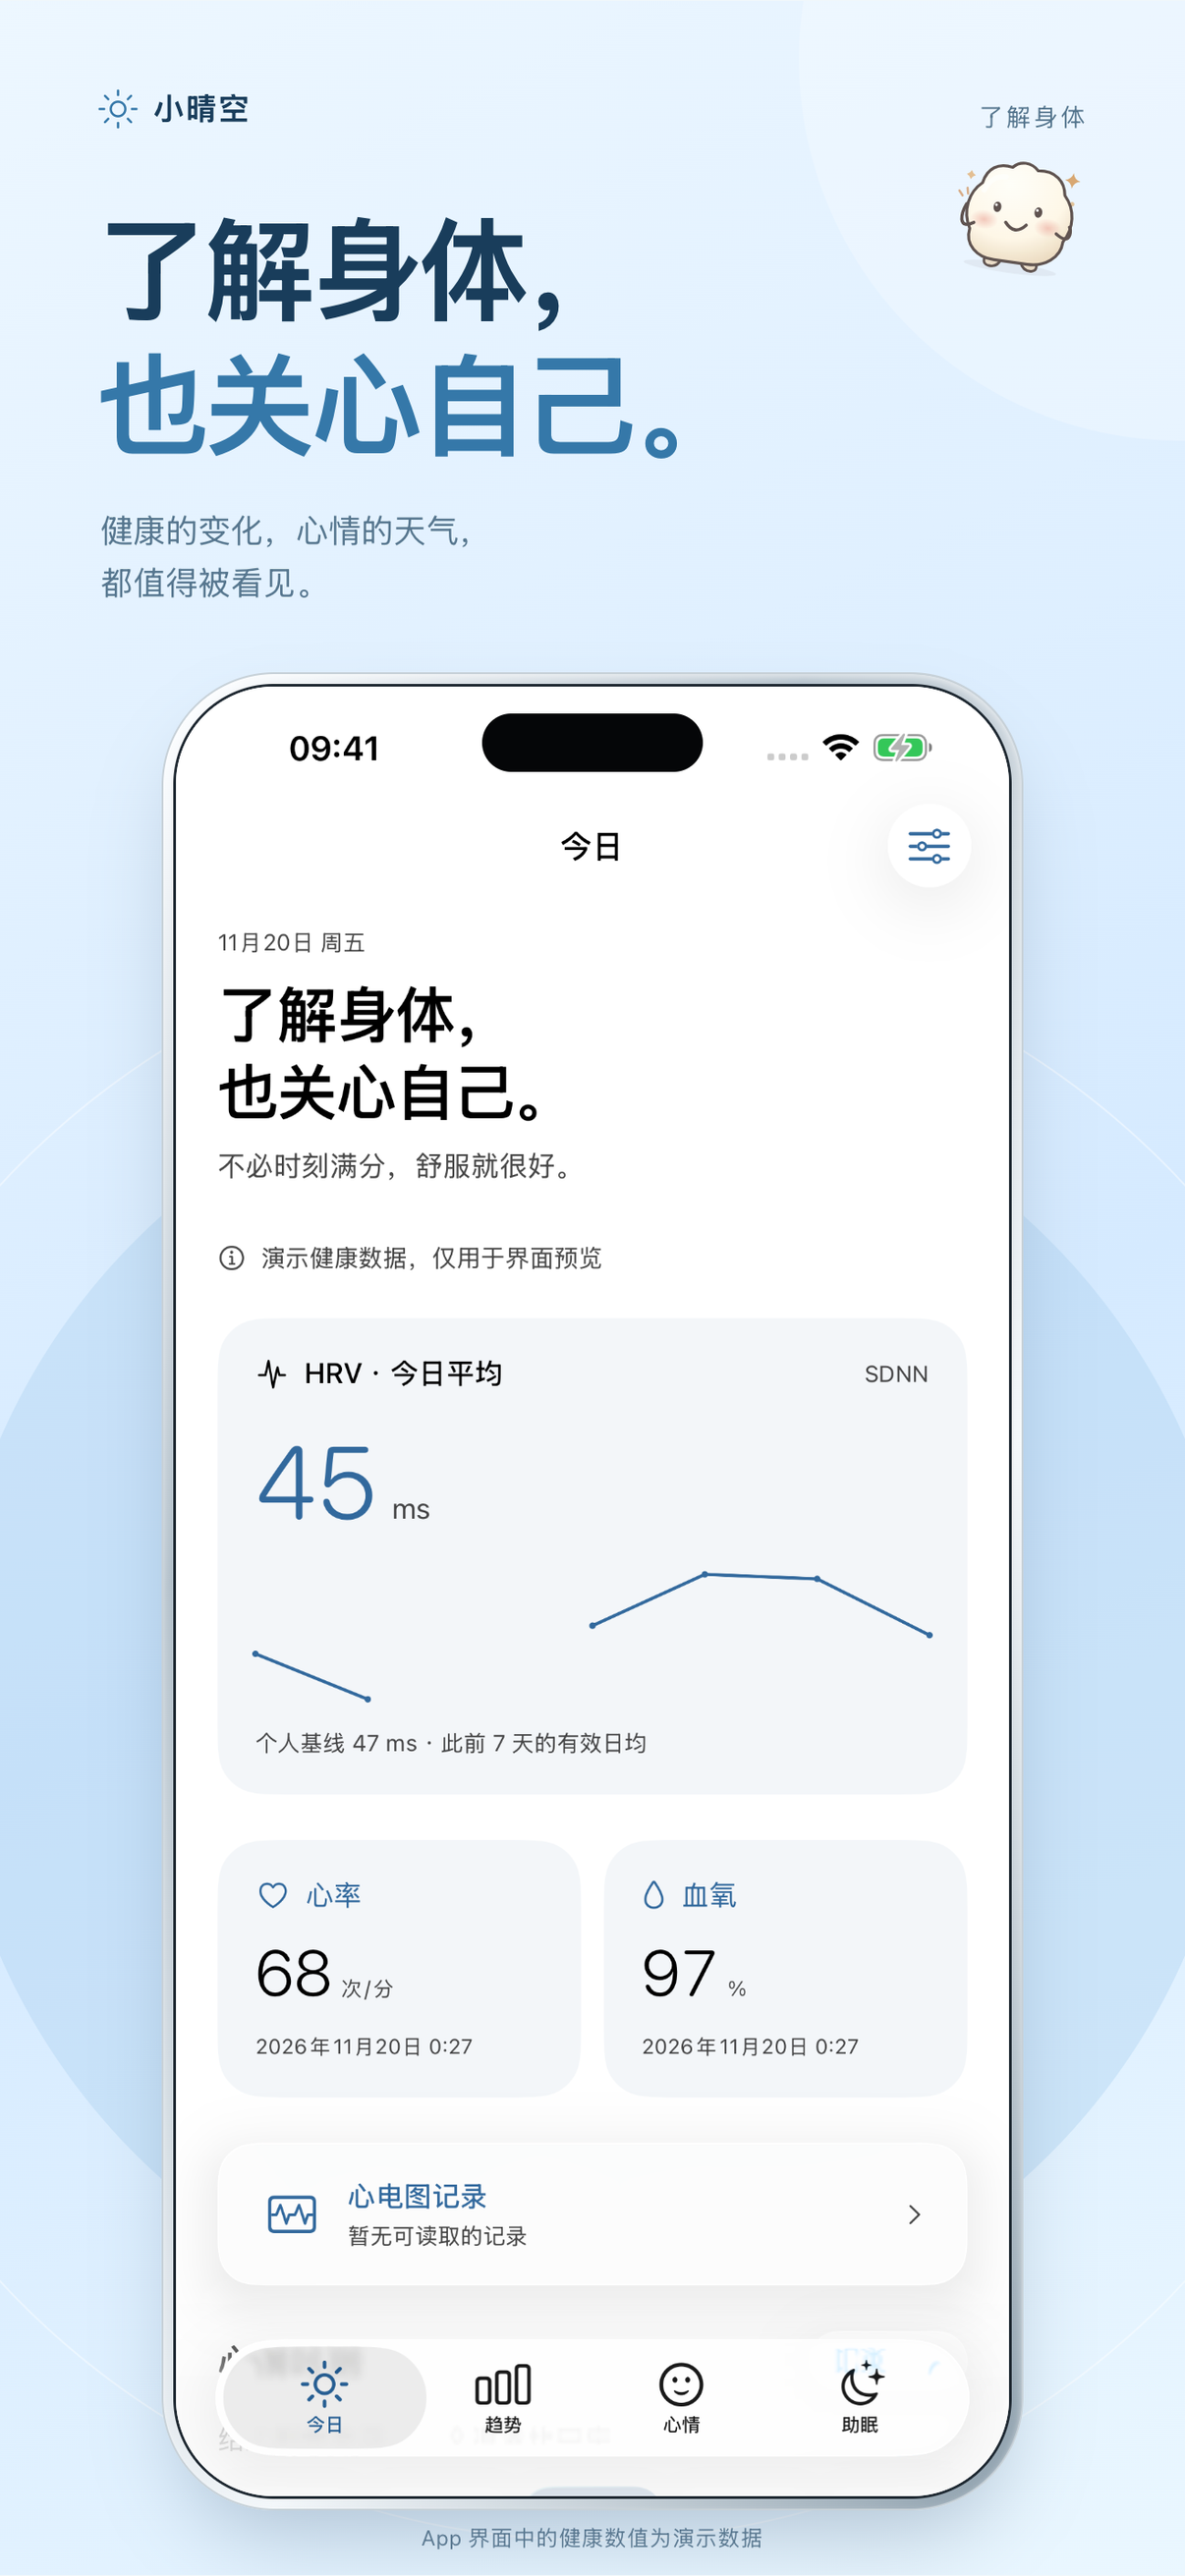 小晴空
了解身体
了解身体，
也关心自己。
健康的变化，心情的天气，
都值得被看见。
09:41
今日
11月20日 周五
了解身体，
也关心自己。
不必时刻满分，舒服就很好。
演示健康数据，仅用于界面预览
HRV · 今日平均
SDNN
45 ms
个人基线 47 ms · 此前 7 天的有效日均
心率
血氧
68 次/分
97 %
2026年11月20日 0:27
2026年11月20日 0:27
心电图记录
暂无可读取的记录
今日
趋势
心情
助眠
App 界面中的健康数值为演示数据